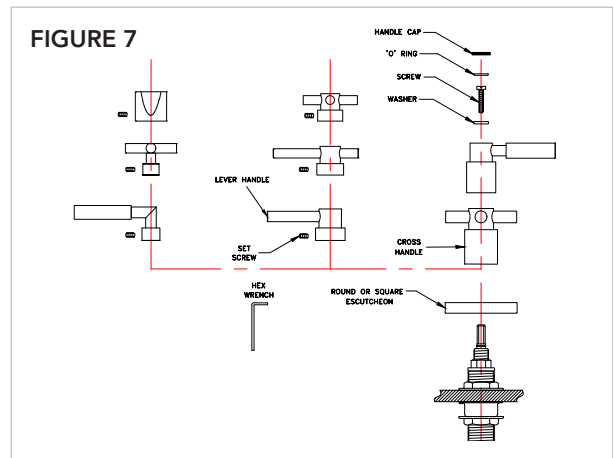 FIGURE 7
HANDLE CAP
"O" RING
SCREW
WASHER
LEVER HANDLE
SET
SCREW
CROSS
HANDLE
HEX
WRENCH
ROUND OR SQUARE
ESCUTCHEON